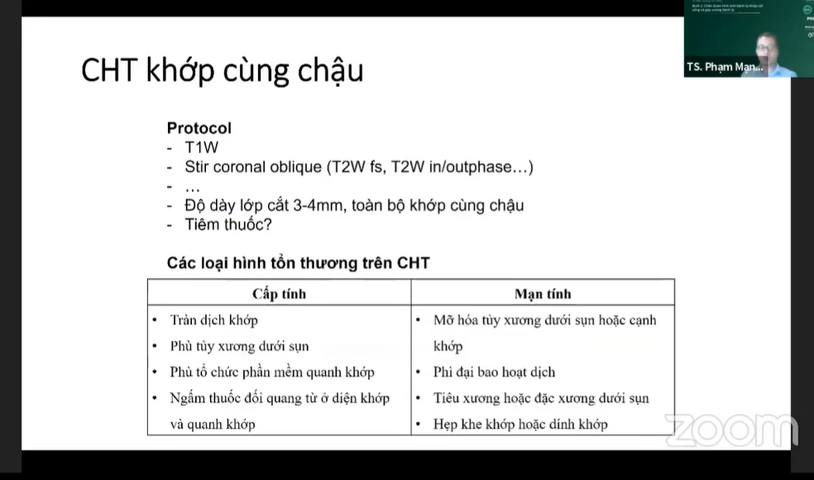 CHT khớp cùng chậu
TS. Phạm Mạn...
Protocol
- T1W
- Stir coronal oblique (T2W fs, T2W in/outphase…)
- …
- Độ dày lớp cắt 3-4mm, toàn bộ khớp cùng chậu
- Tiêm thuốc?
Các loại hình tổn thương trên CHT
Cấp tính
• Tràn dịch khớp
• Phù tủy xương dưới sụn
• Phù tổ chức phần mềm quanh khớp
• Ngấm thuốc đối quang từ ở diện khớp
và quanh khớp
Mạn tính
• Mỡ hóa tủy xương dưới sụn hoặc cạnh
khớp
• Phì đại bao hoạt dịch
• Tiêu xương hoặc đặc xương dưới sụn
• Hẹp khe khớp hoặc dính khớp
zoom